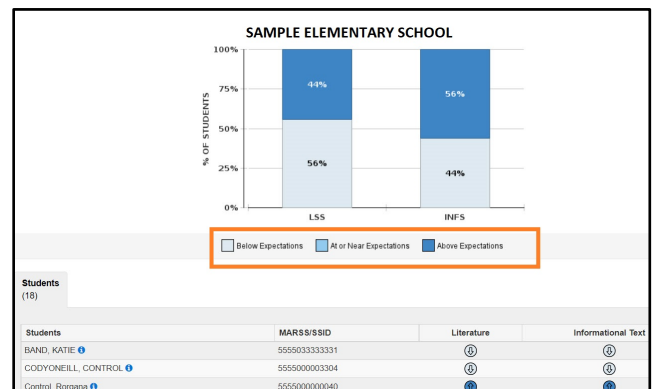 SAMPLE ELEMENTARY SCHOOL
100%
75%
50%
25%
0%
% OF STUDENTS
44%
56%
56%
44%
LSS
INFS
Below Expectations At or Near Expectations Above Expectations
Students
(18)
Students MARSS/SSID Literature Informational Text
BAND, KATIE 5555033333331
CODYONEILL, CONTROL 5555000003304
Control, Rorgana 5555000000040